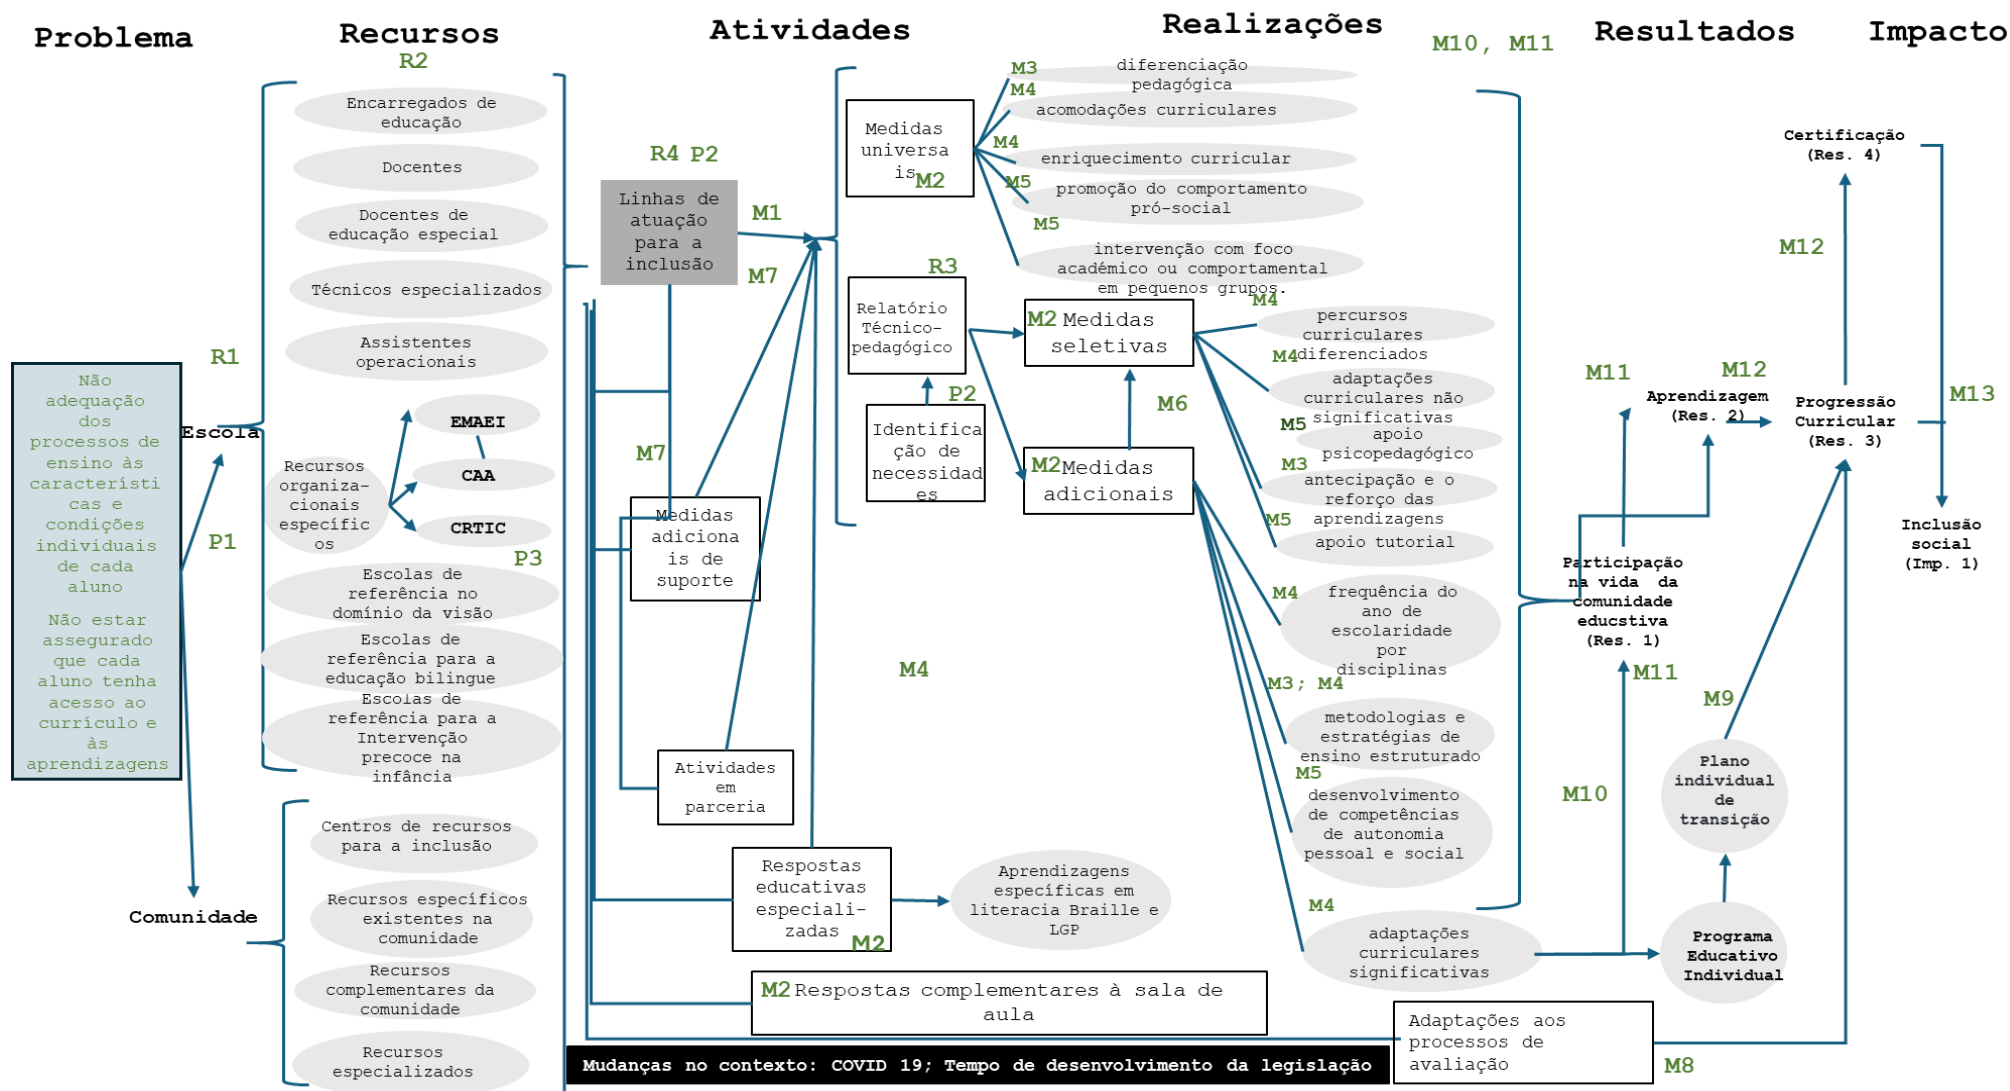 Problema
Recursos
Atividades
Realizações
Resultados
Impacto
R2
M10, M11
Não
adequação
dos
processos de
ensino às
característi
cas e
condições
individuais
de cada
aluno
Não estar
assegurado
que cada
aluno tenha
acesso ao
currículo e
às
aprendizagens
R1
P1
Escola
Comunidade
Encarregados de
educação
Docentes
Docentes de
educação especial
Técnicos especializados
Assistentes
operacionais
Recursos
organiza-
cionais
específic
os
EMAEI
CAA
CRTIC
P3
Escolas de
referência no
domínio da visão
Escolas de
referência para a
educação bilingue
Escolas de
referência para a
Intervenção
precoce na
infância
Centros de recursos
para a inclusão
Recursos específicos
existentes na
comunidade
Recursos
complementares da
comunidade
Recursos
especializados
R4 P2
Linhas de
atuação
para a
inclusão
M1
M7
M7
Medidas
adiciona
is de
suporte
Atividades
em
parceria
Respostas
educativas
especiali-
zadas
M2
Aprendizagens
específicas em
literacia Braille e
LGP
M2 Respostas complementares à sala de
aula
Mudanças no contexto: COVID 19; Tempo de desenvolvimento da legislação
Medidas
universa
is
M2
M3
diferenciação
pedagógica
M4
acomodações curriculares
M4
enriquecimento curricular
M5
promoção do comportamento
pró-social
M5
intervenção com foco
académico ou comportamental
em pequenos grupos.
R3
Relatório
Técnico-
pedagógico
P2
Identifica
ção de
necessidad
es
M2 Medidas
seletivas
M6
M2 Medidas
adicionais
M4
M4
percursos
curriculares
diferenciados
M4
adaptações
curriculares não
significativas
M5
apoio
psicopedagógico
M3
antecipação e o
reforço das
aprendizagens
M5
apoio tutorial
M4
frequência do
ano de
escolaridade
por
disciplinas
M3; M4
metodologias e
estratégias de
ensino estruturado
M5
desenvolvimento
de competências
de autonomia
pessoal e social
M4
adaptações
curriculares
significativas
Adaptações aos
processos de
avaliação
M8
Participação
na vida da
comunidade
educstiva
(Res. 1)
M11
M11
M10
Aprendizagem
(Res. 2)
M12
Progressão
Curricular
(Res. 3)
M12
Certificação
(Res. 4)
M9
Plano
individual
de
transição
Programa
Educativo
Individual
M13
Inclusão
social
(Imp. 1)